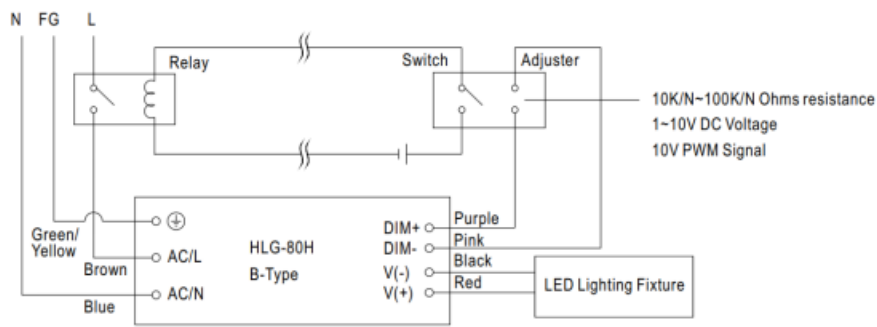 N FG L
Relay
Switch
Adjuster
10K/N~100K/N Ohms resistance
1~10V DC Voltage
10V PWM Signal
Green/
Yellow
Brown
Blue
AC/L
AC/N
HLG-80H
B-Type
DIM+
DIM-
V(-)
V(+)
Purple
Pink
Black
Red
LED Lighting Fixture